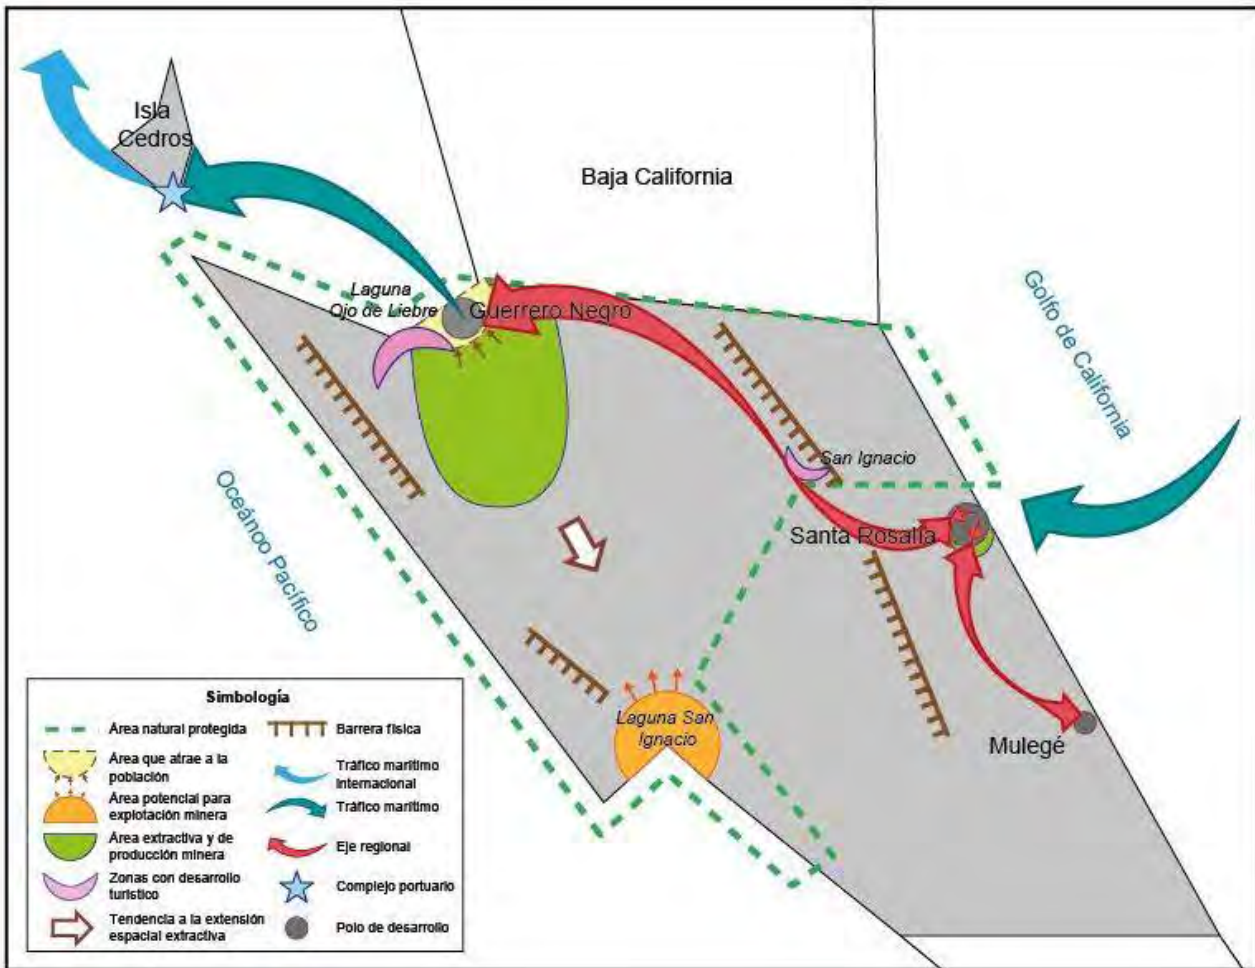 Isla
Cedros
Baja California
Laguna
Ojo de Liebre
Guerrero Negro
Golfo de California
San Ignacio
Santa Rosalía
Oceánoo Pacífico
Laguna San
Ignacio
Mulegé
Simbología
Área natural protegida
Área que atrae a la
población
Área potencial para
explotación minera
Área extractiva y de
producción minera
Zonas con desarrollo
turístico
Tendencia a la extensión
espacial extractiva
Barrera física
Tráfico marítimo
Internacional
Tráfico marítimo
Eje regional
Complejo portuario
Polo de desarrollo